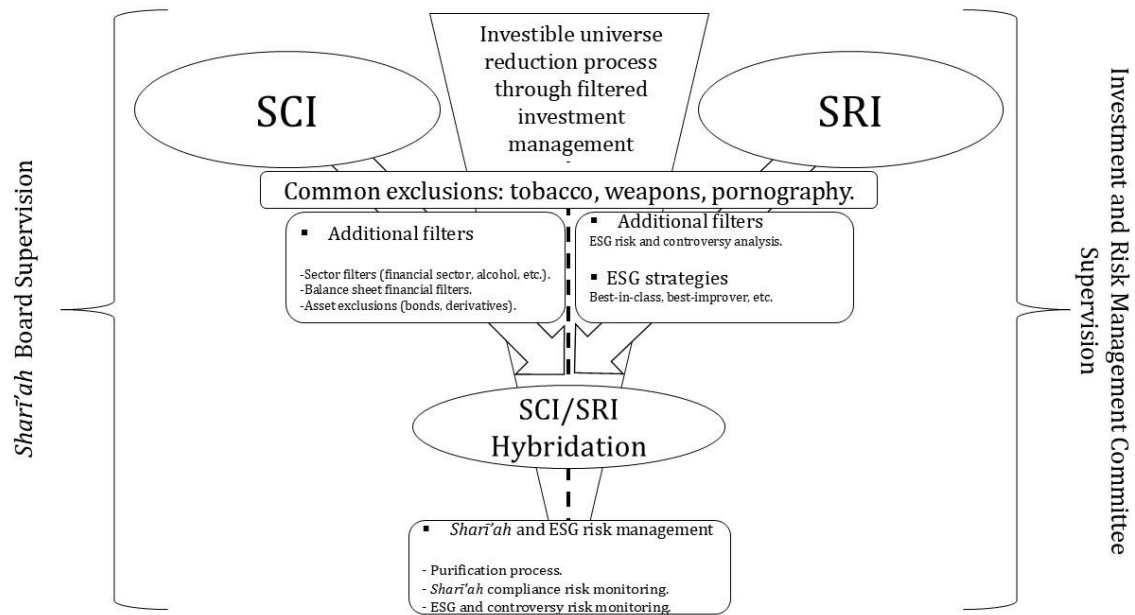 Investible universe
reduction process
through filtered
investment
management
SCI
SRI
Common exclusions: tobacco, weapons, pornography.
▪ Additional filters
-Sector filters (financial sector, alcohol, etc.).
-Balance sheet financial filters.
-Asset exclusions (bonds, derivatives).
▪ Additional filters
ESG risk and controversy analysis.
▪ ESG strategies
Best-in-class, best-improver, etc.
SCI/SRI
Hybridation
▪ Sharī'ah and ESG risk management
- Purification process.
- Sharī'ah compliance risk monitoring.
- ESG and controversy risk monitoring.
Sharī'ah Board Supervision
Investment and Risk Management Committee
Supervision